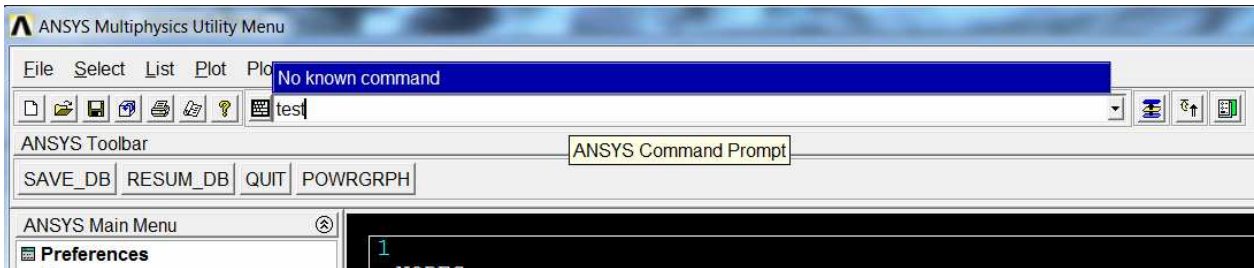 ANSYS Multiphysics Utility Menu
File Select List Plot Plo
No known command
test
ANSYS Toolbar
ANSYS Command Prompt
SAVE_DB RESUM_DB QUIT POWRGRPH
ANSYS Main Menu
1
Preferences